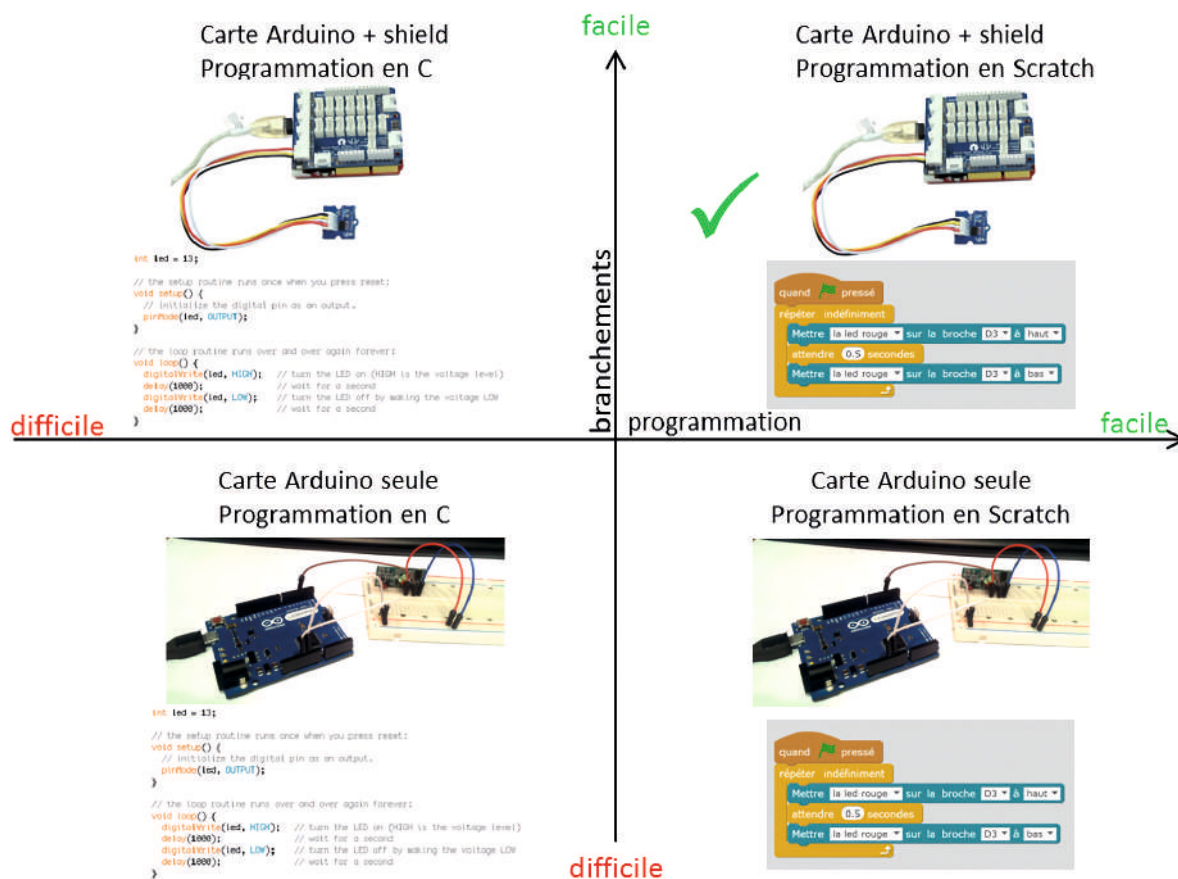 Carte Arduino + shield
Programmation en C
facile
Carte Arduino + shield
Programmation en Scratch
int led = 13;
// the setup routine runs once when you press reset:
void setup() {
// initialize the digital pin as an output.
pinMode(led, OUTPUT);
}
// the loop routine runs over and over again forever:
void loop() {
digitalWrite(led, HIGH); // turn the LED on (HIGH is the voltage level)
delay(1000); // wait for a second
digitalWrite(led, LOW); // turn the LED off by making the voltage LOW
delay(1000); // wait for a second
}
branchements
quand pressé
répéter indéfiniment
Mettre la led rouge sur la broche D3 à haut
attendre 0.5 secondes
Mettre la led rouge sur la broche D3 à bas
difficile
programmation
facile
Carte Arduino seule
Programmation en C
Carte Arduino seule
Programmation en Scratch
int led = 13;
// the setup routine runs once when you press reset:
void setup() {
// initialize the digital pin as an output.
pinMode(led, OUTPUT);
}
// the loop routine runs over and over again forever:
void loop() {
digitalWrite(led, HIGH); // turn the LED on (HIGH is the voltage level)
delay(1000); // wait for a second
digitalWrite(led, LOW); // turn the LED off by making the voltage LOW
delay(1000); // wait for a second
}
quand pressé
répéter indéfiniment
Mettre la led rouge sur la broche D3 à haut
attendre 0.5 secondes
Mettre la led rouge sur la broche D3 à bas
difficile